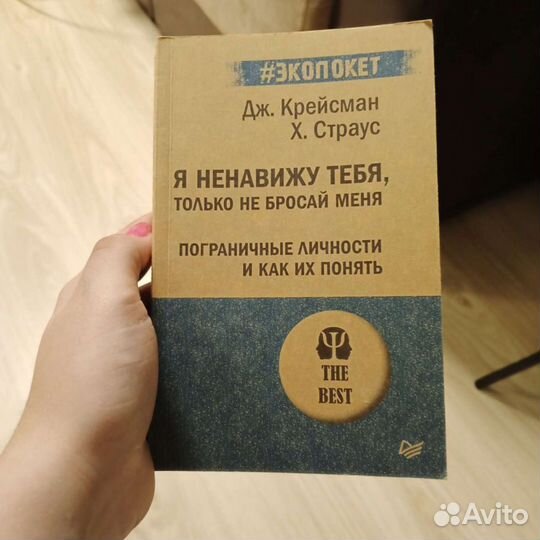 #ЭКОПОКЕТ
Дж. Крейсман
Х. Страус
Я НЕНАВИЖУ ТЕБЯ,
ТОЛЬКО НЕ БРОСАЙ МЕНЯ
ПОГРАНИЧНЫЕ ЛИЧНОСТИ
И КАК ИХ ПОНЯТЬ
Ψ
THE
BEST
Avito